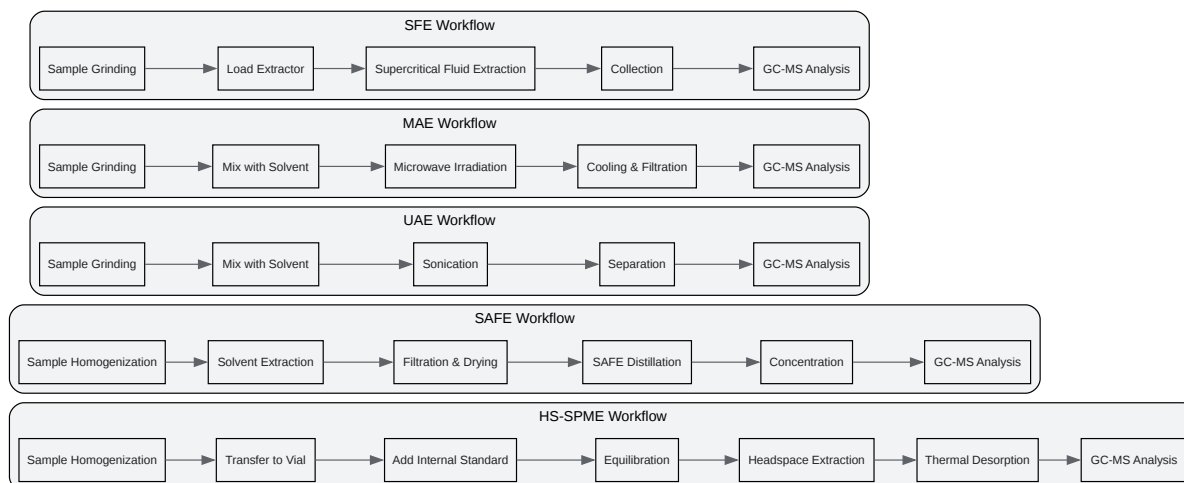 SFE Workflow
Sample Grinding
Load Extractor
Supercritical Fluid Extraction
Collection
GC-MS Analysis
MAE Workflow
Sample Grinding
Mix with Solvent
Microwave Irradiation
Cooling & Filtration
GC-MS Analysis
UAE Workflow
Sample Grinding
Mix with Solvent
Sonication
Separation
GC-MS Analysis
SAFE Workflow
Sample Homogenization
Solvent Extraction
Filtration & Drying
SAFE Distillation
Concentration
GC-MS Analysis
HS-SPME Workflow
Sample Homogenization
Transfer to Vial
Add Internal Standard
Equilibration
Headspace Extraction
Thermal Desorption
GC-MS Analysis